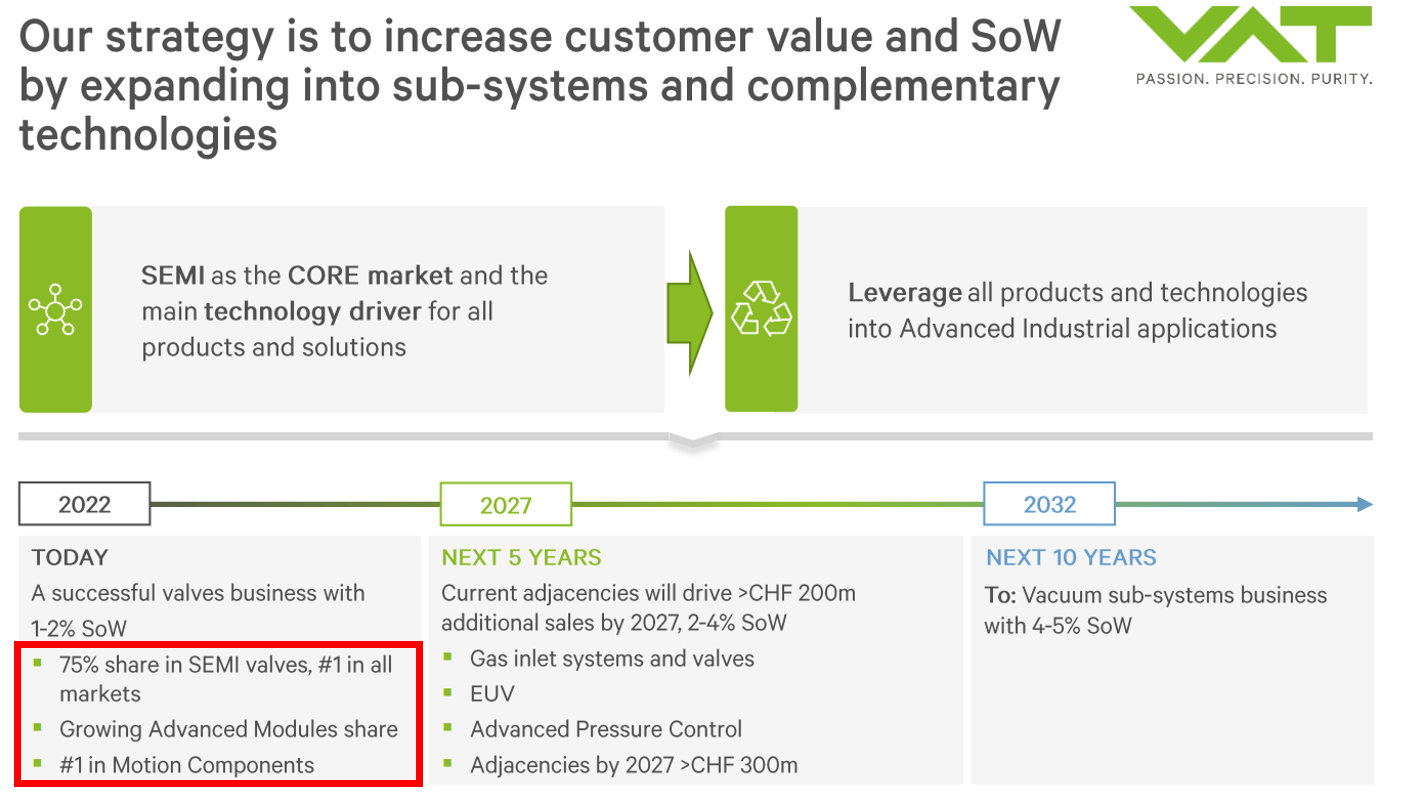 Our strategy is to increase customer value and SoW
by expanding into sub-systems and complementary
technologies
VAT
PASSION. PRECISION. PURITY.
SEMI as the CORE market and the
main technology driver for all
products and solutions
Leverage all products and technologies
into Advanced Industrial applications
2022
2027
2032
TODAY
A successful valves business with
1-2% SoW
▪ 75% share in SEMI valves, #1 in all
markets
▪ Growing Advanced Modules share
▪ #1 in Motion Components
NEXT 5 YEARS
Current adjacencies will drive >CHF 200m
additional sales by 2027, 2-4% SoW
▪ Gas inlet systems and valves
▪ EUV
▪ Advanced Pressure Control
▪ Adjacencies by 2027 >CHF 300m
NEXT 10 YEARS
To: Vacuum sub-systems business
with 4-5% SoW